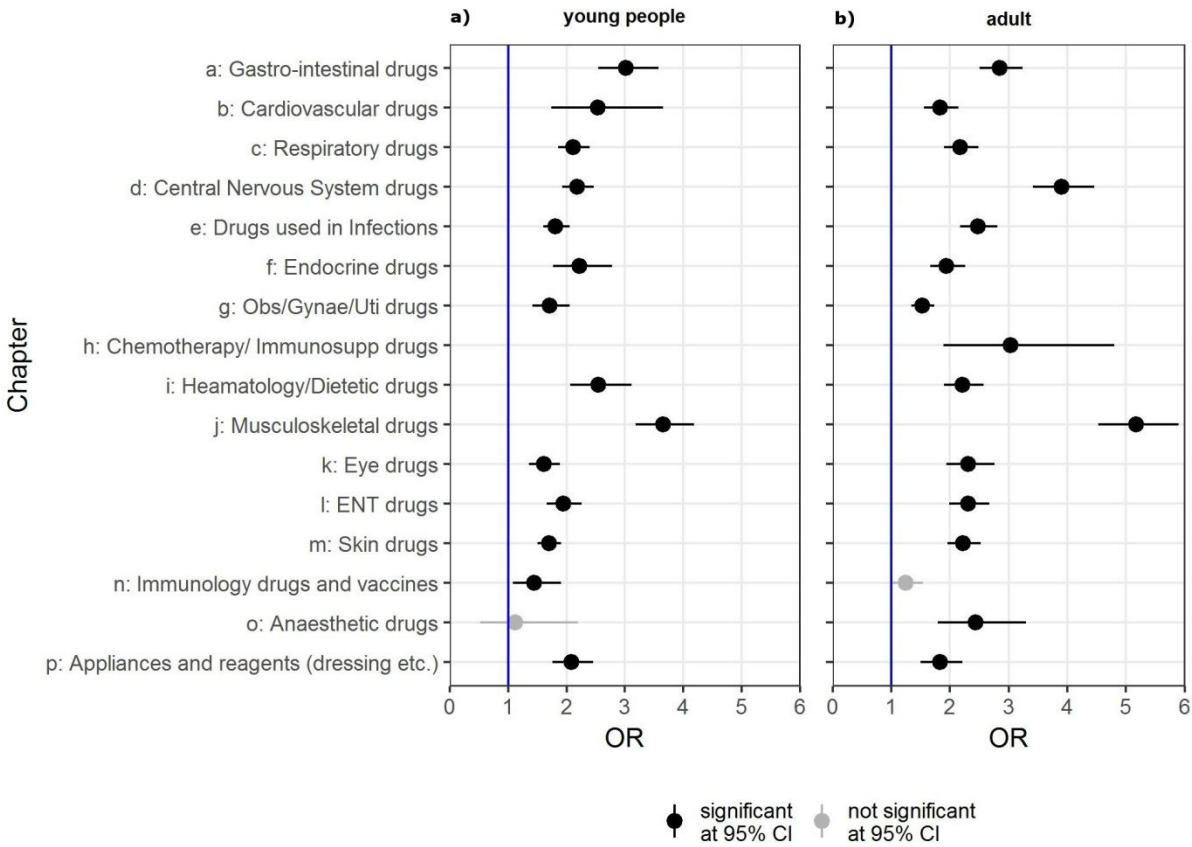 a) young people
b) adult
Chapter
a: Gastro-intestinal drugs
b: Cardiovascular drugs
c: Respiratory drugs
d: Central Nervous System drugs
e: Drugs used in Infections
f: Endocrine drugs
g: Obs/Gynae/Uti drugs
h: Chemotherapy/ Immunosupp drugs
i: Heamatology/Dietetic drugs
j: Musculoskeletal drugs
k: Eye drugs
l: ENT drugs
m: Skin drugs
n: Immunology drugs and vaccines
o: Anaesthetic drugs
p: Appliances and reagents (dressing etc.)
0 1 2 3 4 5 6
OR
0 1 2 3 4 5 6
OR
significant
at 95% CI
not significant
at 95% CI